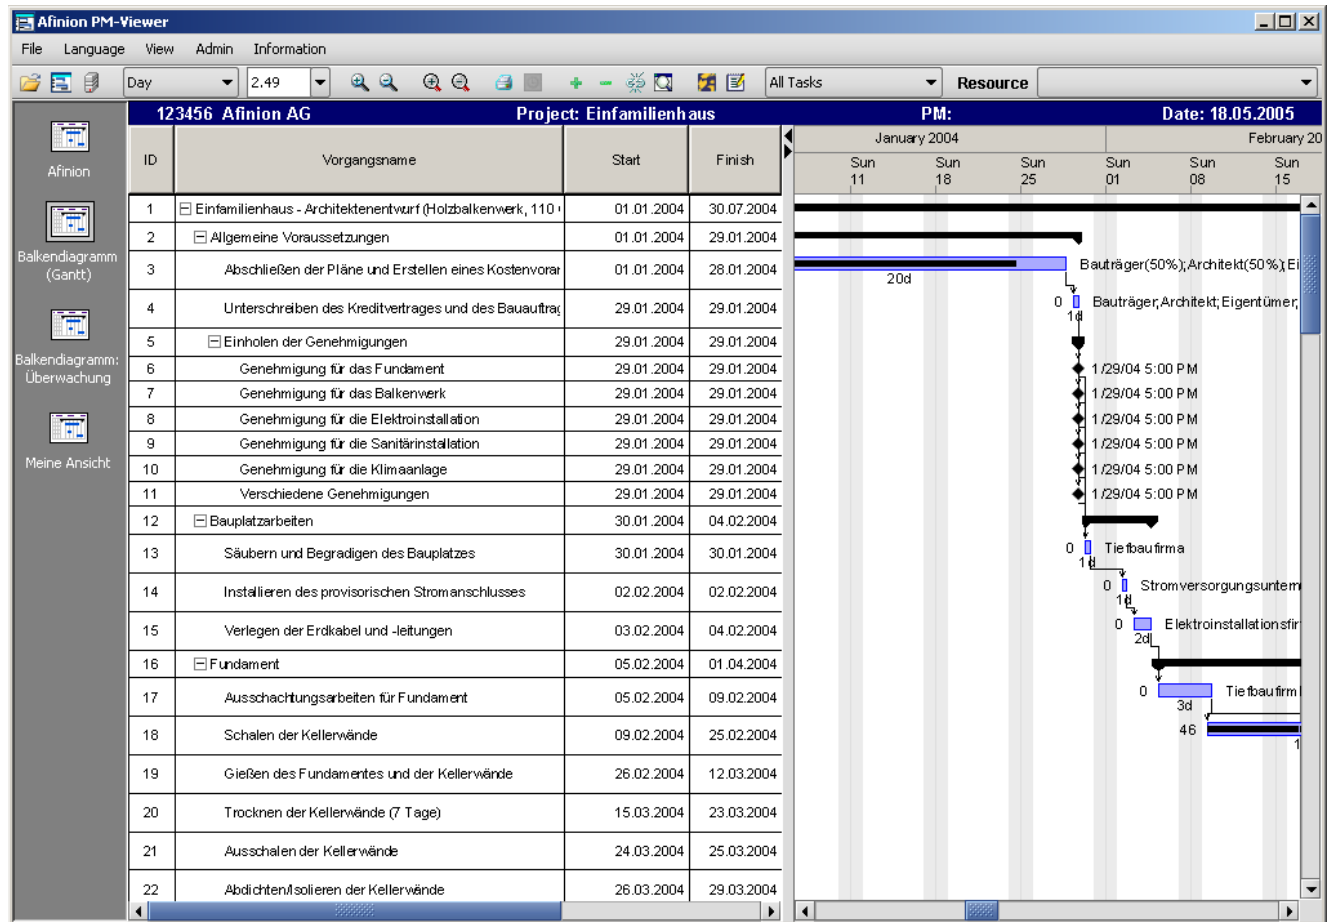 Afinion PM-Viewer
File Language View Admin Information
Day 2.49 All Tasks Resource
123456 Afinion AG Project: Einfamilienhaus PM: Date: 18.05.2005
Afinion
Balkendiagramm
(Gantt)
Balkendiagramm:
Überwachung
Meine Ansicht
ID Vorgangsname Start Finish
January 2004 February 20
Sun Sun Sun Sun Sun Sun
11 18 25 01 08 15
1 Einfamilienhaus - Architektenentwurf (Holzbalkenwerk, 110 01.01.2004 30.07.2004
2 Allgemeine Voraussetzungen 01.01.2004 29.01.2004
3 Abschließen der Pläne und Erstellen eines Kostenvorar 01.01.2004 28.01.2004 Bauträger(50%);Architekt(50%);Ei
20d
4 Unterschreiben des Kreditvertrages und des Bauauftrag 29.01.2004 29.01.2004 0 Bauträger;Architekt;Eigentümer;
1d
5 Einholen der Genehmigungen 29.01.2004 29.01.2004
6 Genehmigung für das Fundament 29.01.2004 29.01.2004 1/29/04 5:00 PM
7 Genehmigung für das Balkenwerk 29.01.2004 29.01.2004 1/29/04 5:00 PM
8 Genehmigung für die Elektroinstallation 29.01.2004 29.01.2004 1/29/04 5:00 PM
9 Genehmigung für die Sanitärinstallation 29.01.2004 29.01.2004 1/29/04 5:00 PM
10 Genehmigung für die Klimaanlage 29.01.2004 29.01.2004 1/29/04 5:00 PM
11 Verschiedene Genehmigungen 29.01.2004 29.01.2004 1/29/04 5:00 PM
12 Bauplatzarbeiten 30.01.2004 04.02.2004
13 Säubern und Begradigen des Bauplatzes 30.01.2004 30.01.2004 0 Tiefbaufirma
1d
14 Installieren des provisorischen Stromanschlusses 02.02.2004 02.02.2004 0 Stromversorgungsuntern
1d
15 Verlegen der Erdkabel und -leitungen 03.02.2004 04.02.2004 0 Elektroinstallationsfir
2d
16 Fundament 05.02.2004 01.04.2004
17 Ausschachtungsarbeiten für Fundament 05.02.2004 09.02.2004 0 Tiefbaufirm
3d
18 Schalen der Kellerwände 09.02.2004 25.02.2004 46
1
19 Gießen des Fundamentes und der Kellerwände 26.02.2004 12.03.2004
20 Trocknen der Kellerwände (7 Tage) 15.03.2004 23.03.2004
21 Ausschalen der Kellerwände 24.03.2004 25.03.2004
22 Abdichten/Isolieren der Kellerwände 26.03.2004 29.03.2004